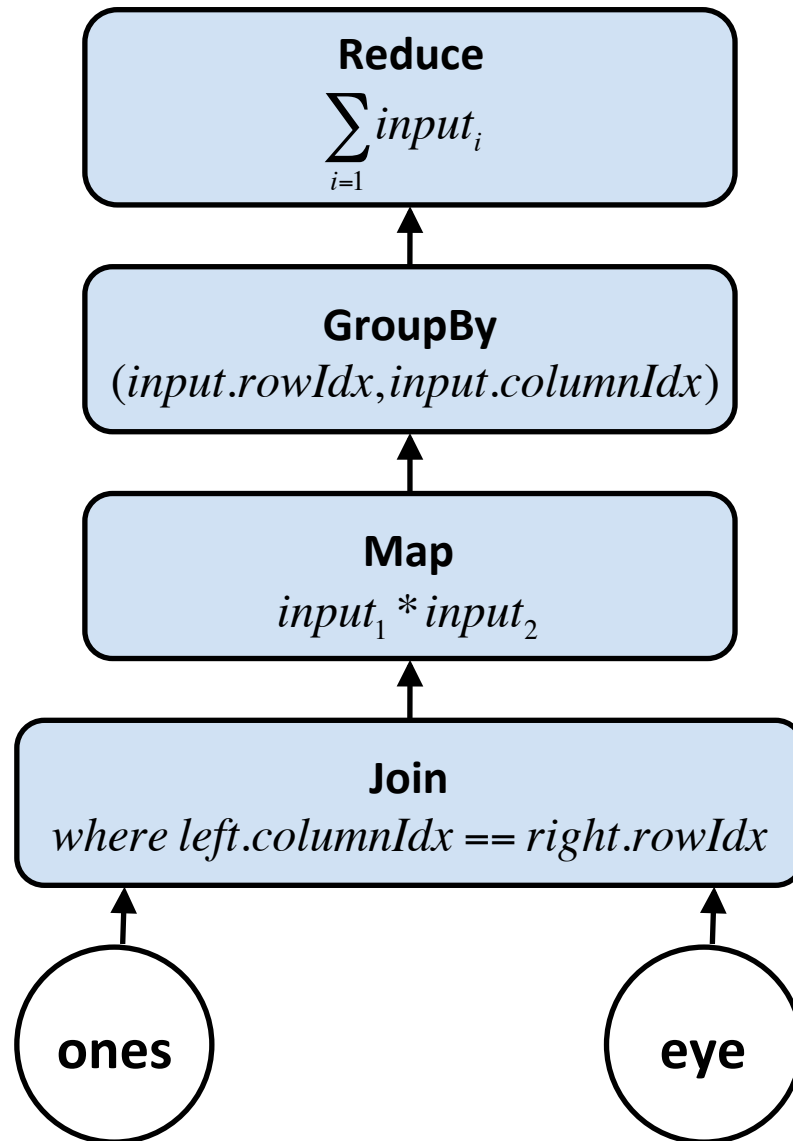 Reduce
∑ input_i
i=1
GroupBy
(input.rowIdx,input.columnIdx)
Map
input_1 * input_2
Join
where left.columnIdx == right.rowIdx
ones
eye